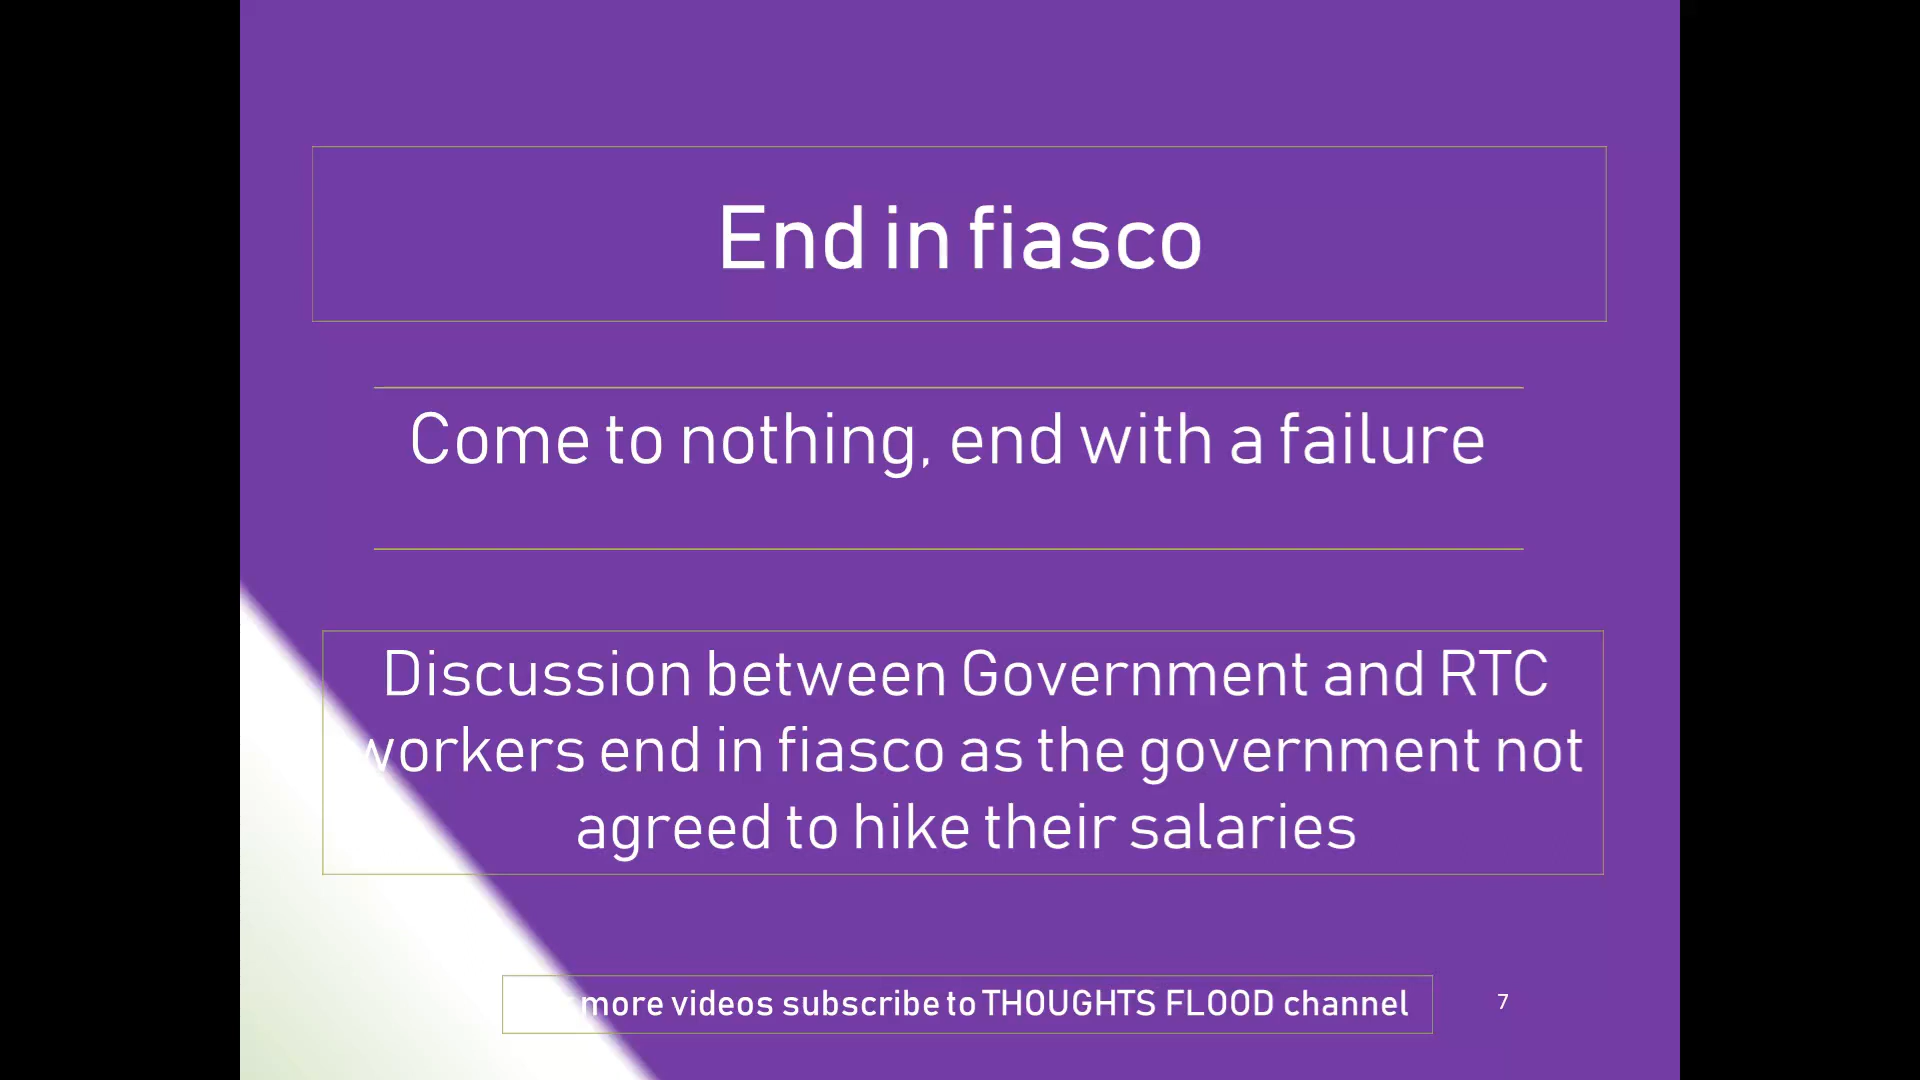 End in fiasco
Come to nothing, end with a failure
Discussion between Government and RTC
workers end in fiasco as the government not
agreed to hike their salaries
more videos subscribe to THOUGHTS FLOOD channel
7